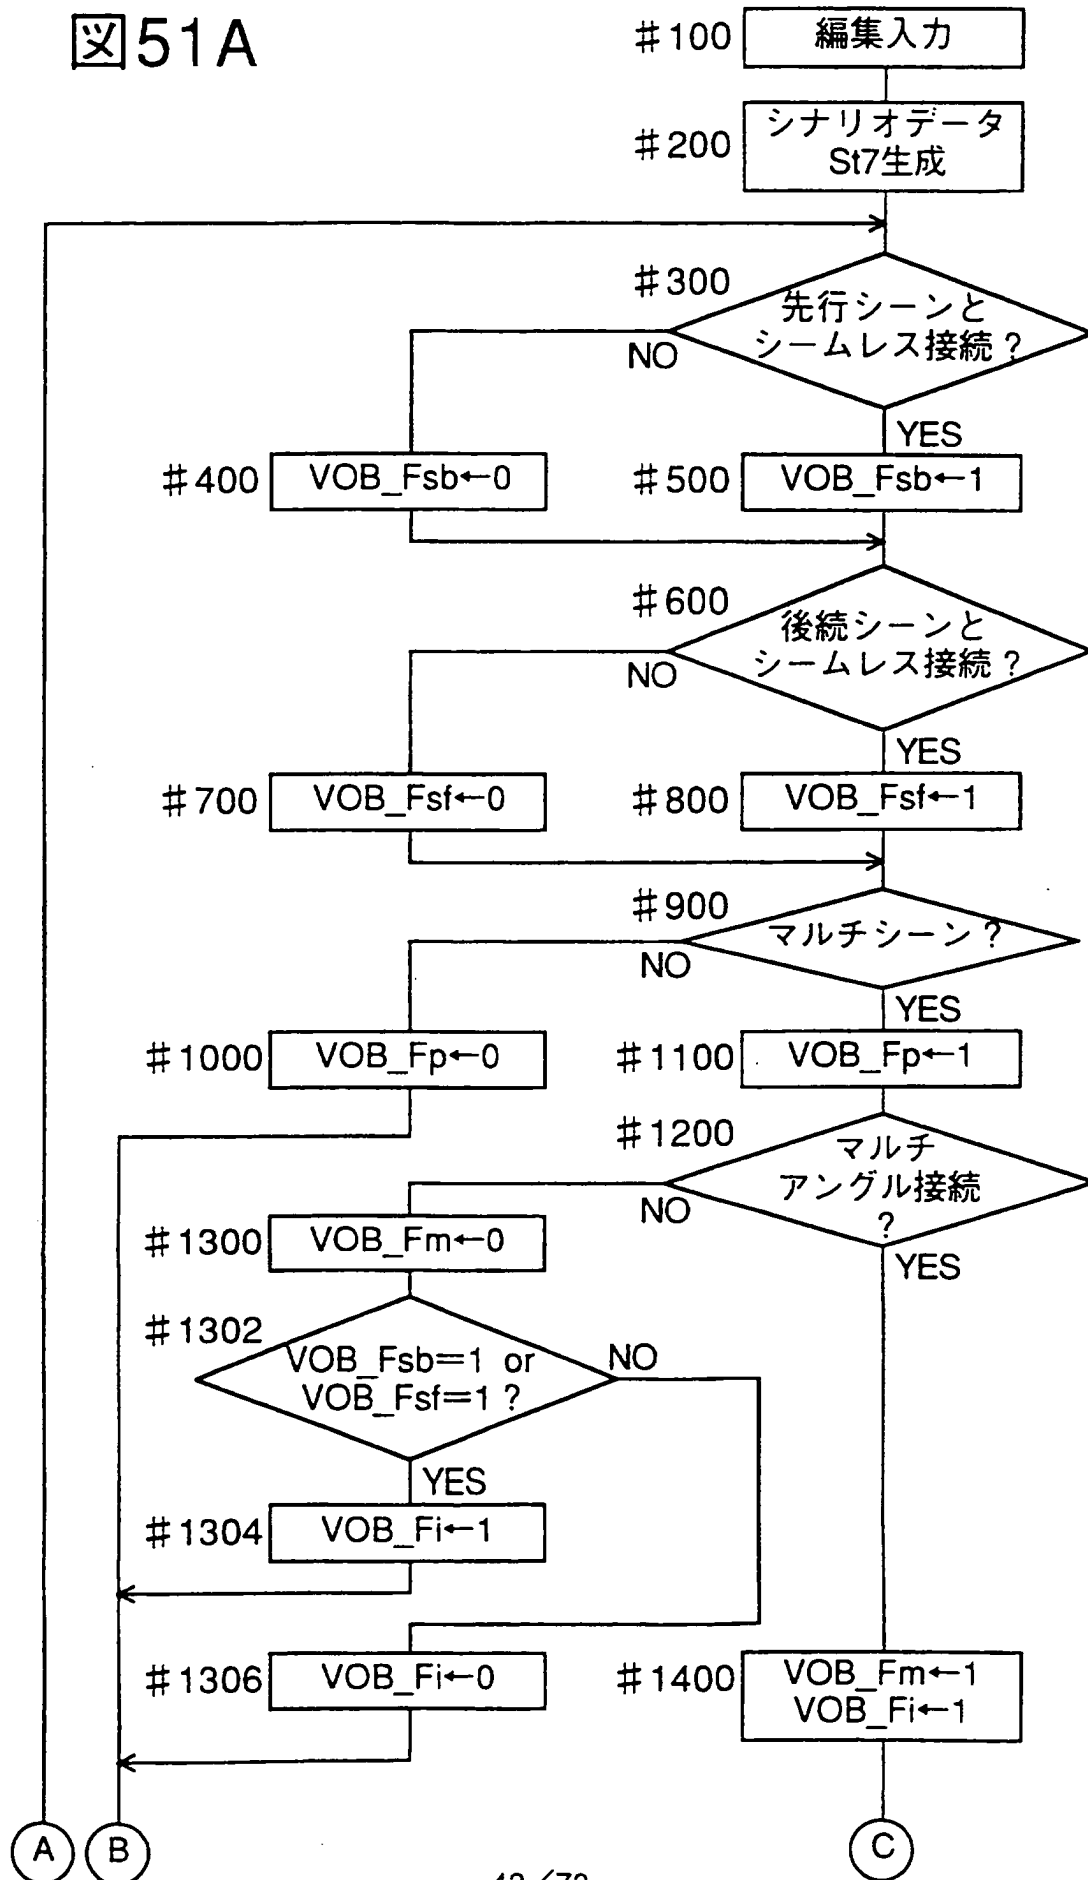 図51A
#100
編集入力
#200
シナリオデータ
St7生成
#300
先行シーンと
シームレス接続?
NO
YES
#400
VOB_Fsb←0
#500
VOB_Fsb←1
#600
後続シーンと
シームレス接続?
NO
YES
#700
VOB_Fsf←0
#800
VOB_Fsf←1
#900
マルチシーン?
NO
YES
#1000
VOB_Fp←0
#1100
VOB_Fp←1
#1200
マルチ
アングル接続
?
NO
YES
#1300
VOB_Fm←0
#1302
VOB_Fsb=1 or
VOB_Fsf=1 ?
NO
YES
#1304
VOB_Fi←1
#1306
VOB_Fi←0
#1400
VOB_Fm←1
VOB_Fi←1
A
B
C